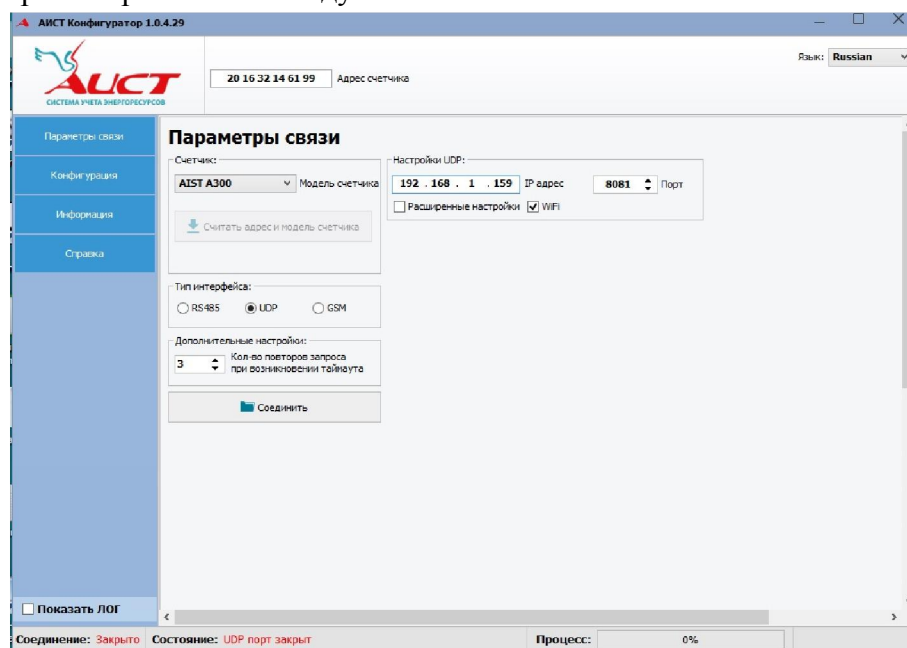 АИСТ Конфигуратор 1.0.4.29
АИСТ
СИСТЕМА УЧЕТА ЭНЕРГОРЕСУРСОВ
20 16 32 14 61 99 Адрес счетчика
Язык: Russian
Параметры связи
Конфигурация
Информация
Справка
Параметры связи
Счетчик:
AIST A300 Модель счетчика
Считать адрес и модель счетчика
Настройки UDP:
192 . 168 . 1 . 159 IP адрес 8081 Порт
Расширенные настройки WiFi
Тип интерфейса:
RS485 UDP GSM
Дополнительные настройки:
3 Кол-во повторов запроса
при возникновении таймаута
Соединить
Показать ЛОГ
Соединение: Закрыто Состояние: UDP порт закрыт Процесс: 0%